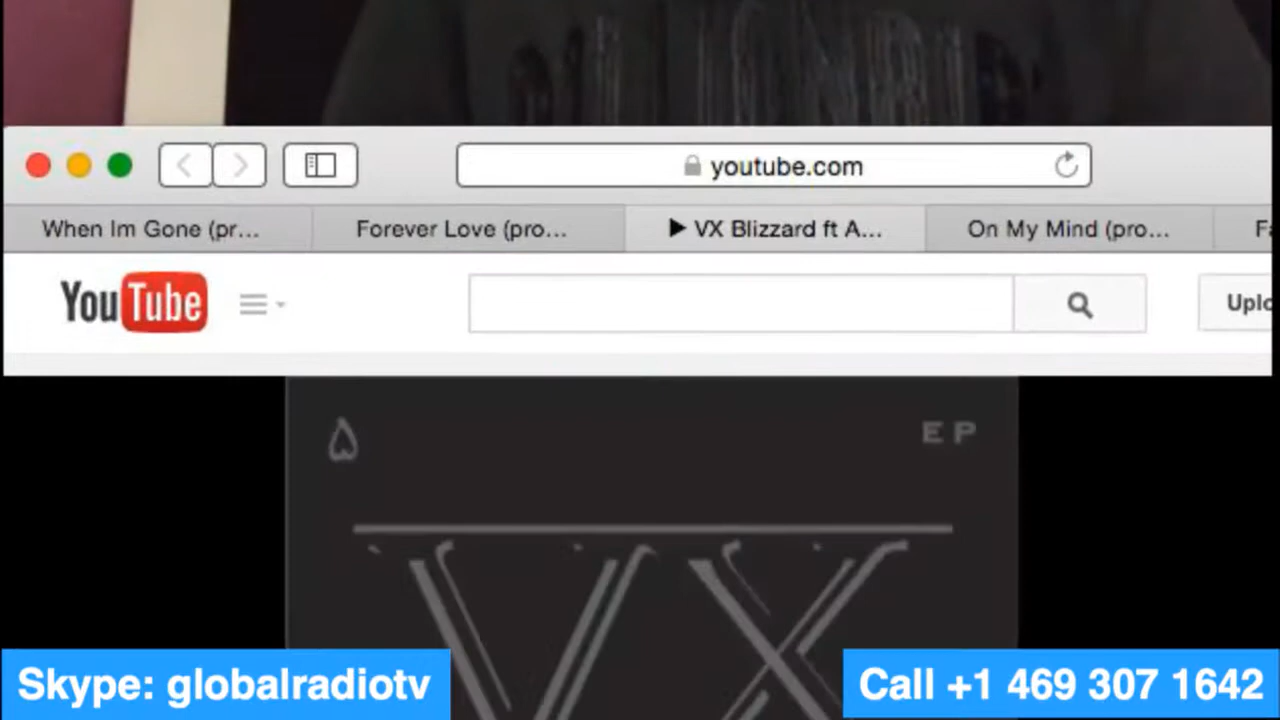 youtube.com
When Im Gone (pr...
Forever Love (pro...
VX Blizzard ft A...
On My Mind (pro...
YouTube
EP
VX
Skype: globalradiotv
Call +1 469 307 1642